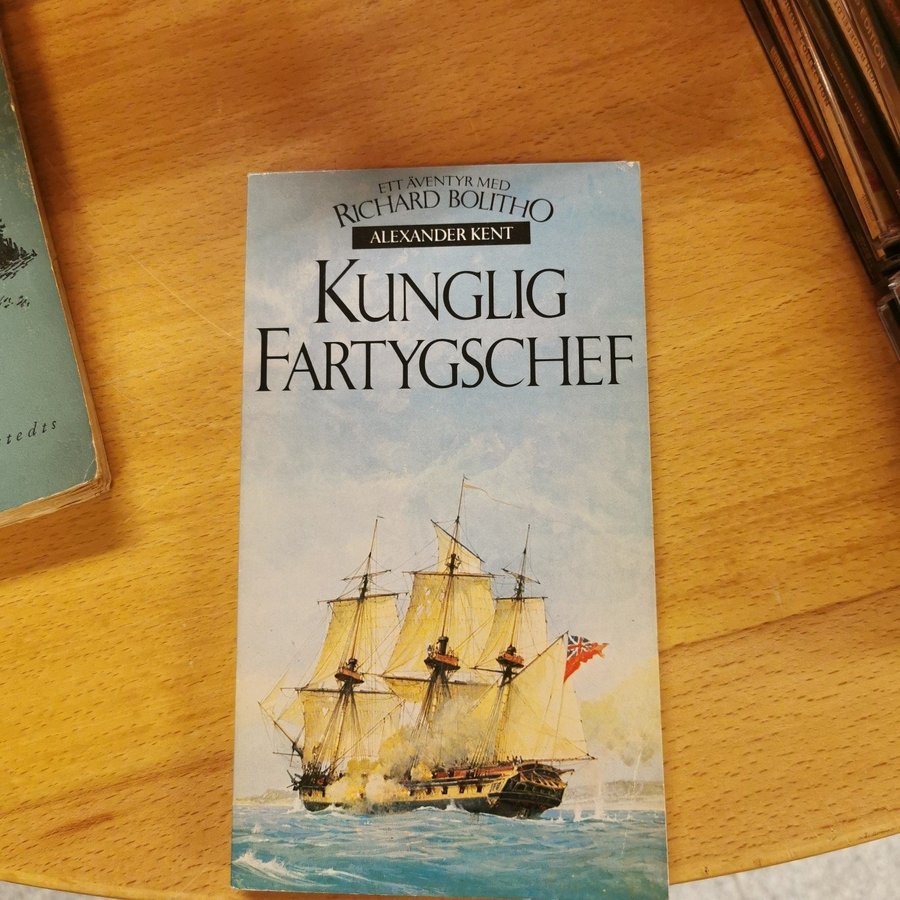 ETT ÄVENTYR MED
RICHARD BOLITHO
ALEXANDER KENT
KUNGLIG
FARTYGSCHEF